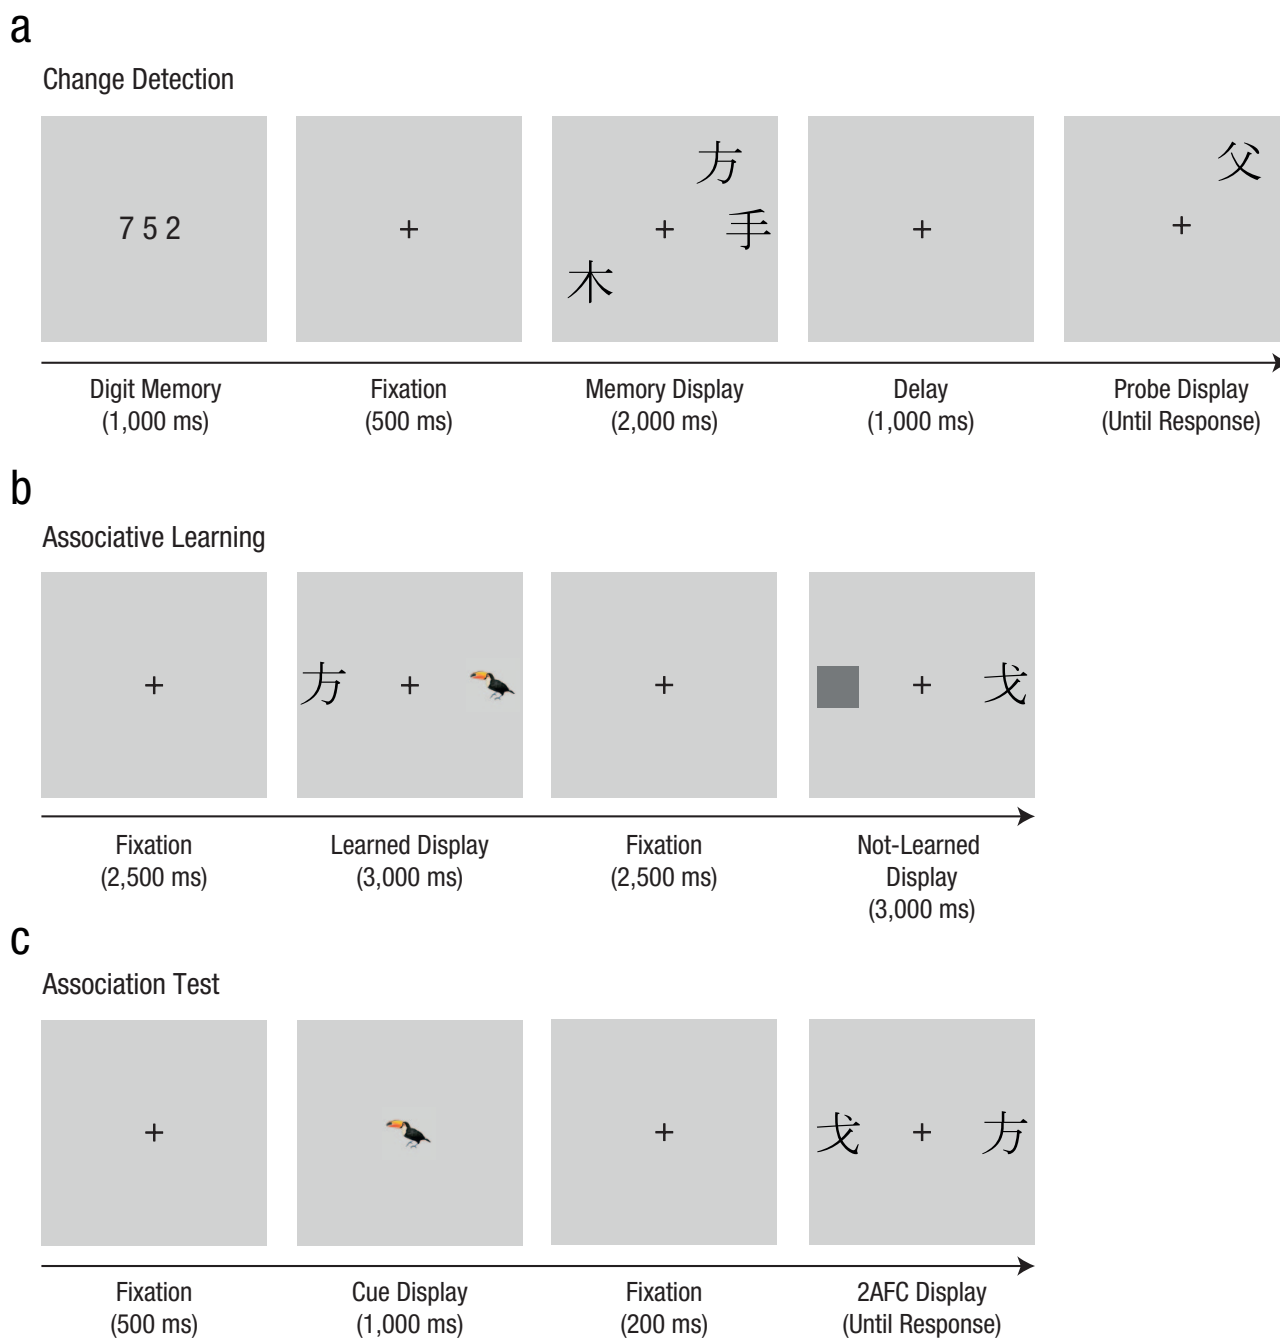 a
Change Detection
7 5 2
+
+
方
手
木
+
父
+
Digit Memory
(1,000 ms)
Fixation
(500 ms)
Memory Display
(2,000 ms)
Delay
(1,000 ms)
Probe Display
(Until Response)
b
Associative Learning
+
方 +
+
+ 戈
Fixation
(2,500 ms)
Learned Display
(3,000 ms)
Fixation
(2,500 ms)
Not-Learned
Display
(3,000 ms)
c
Association Test
+
+
戈 + 方
Fixation
(500 ms)
Cue Display
(1,000 ms)
Fixation
(200 ms)
2AFC Display
(Until Response)